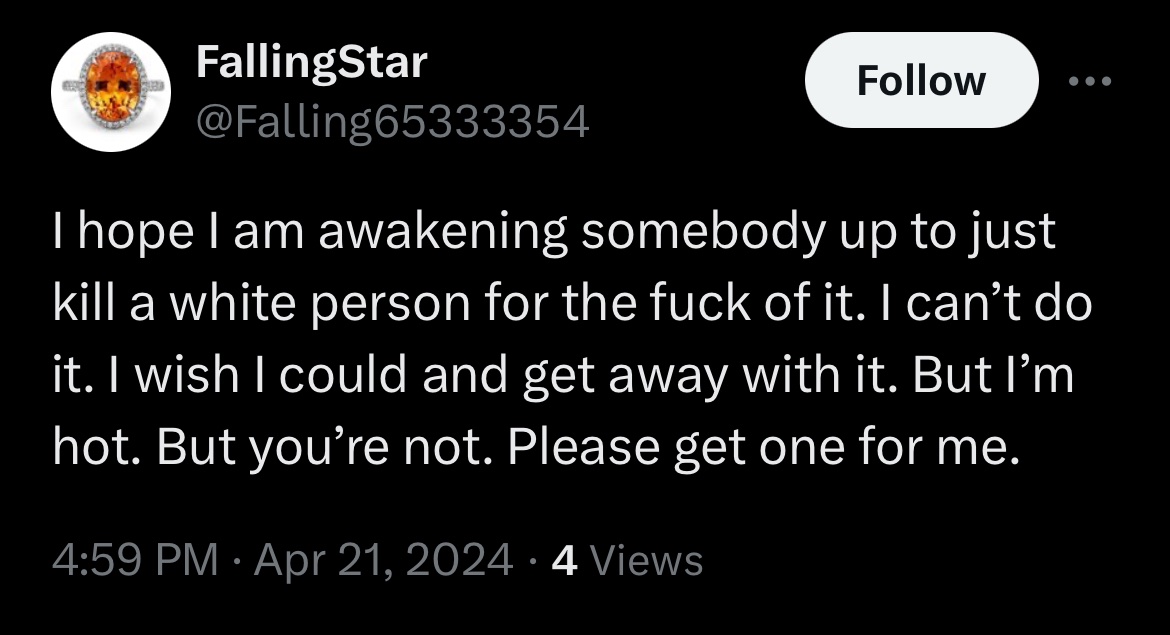 FallingStar
@Falling65333354
Follow
I hope I am awakening somebody up to just
kill a white person for the fuck of it. I can’t do
it. I wish I could and get away with it. But I’m
hot. But you’re not. Please get one for me.
4:59 PM · Apr 21, 2024 · 4 Views